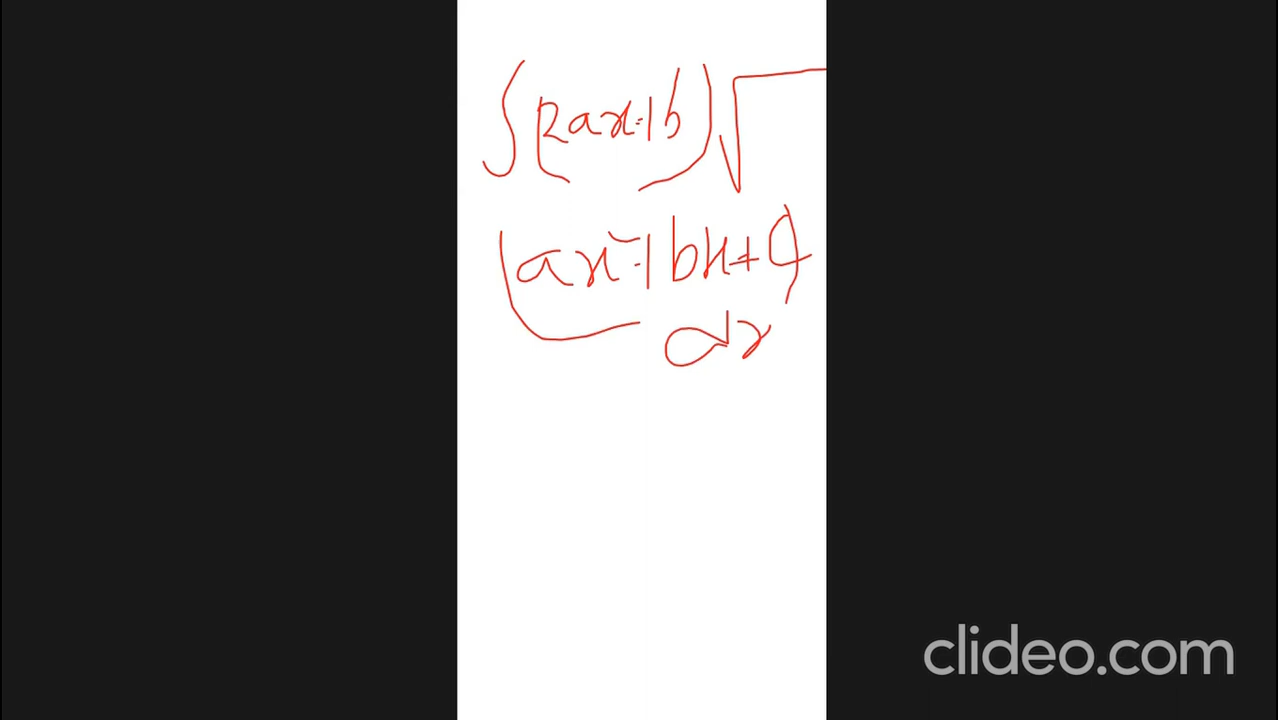 ∫(2ax+b)√
(ax²+bx+c)
dx
clideo.com